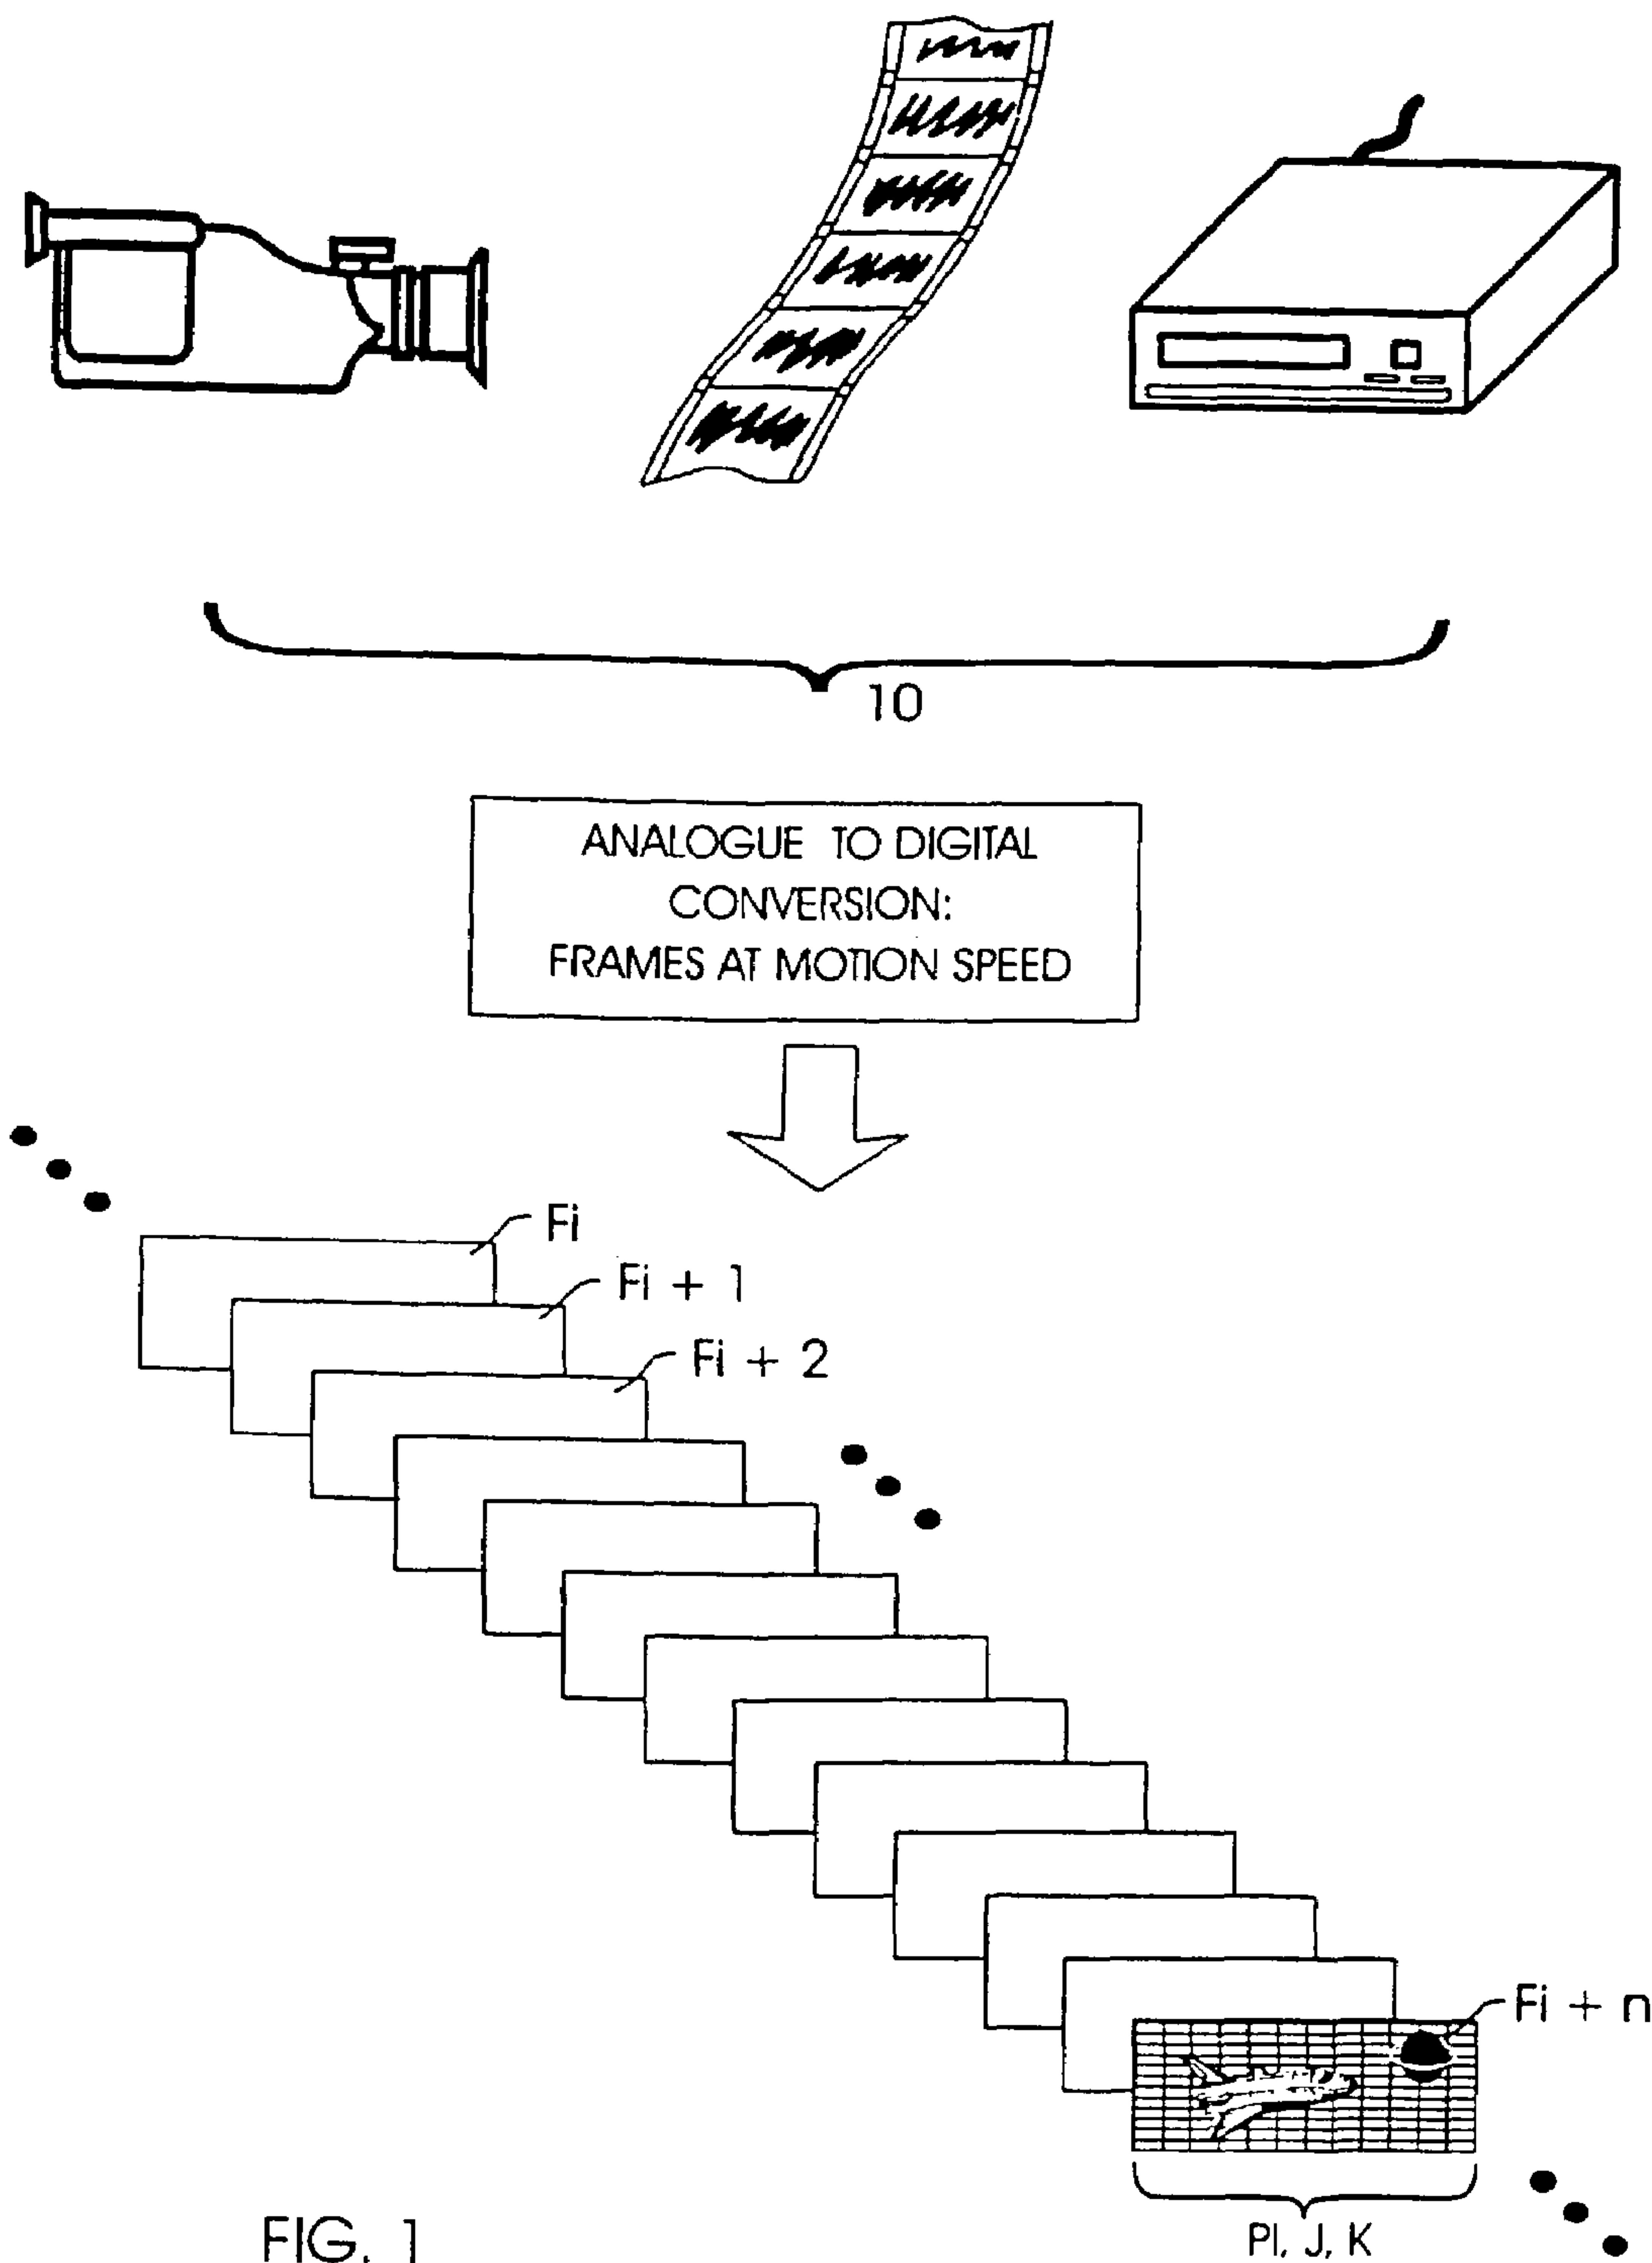 10
ANALOGUE TO DIGITAL
CONVERSION:
FRAMES AT MOTION SPEED
Fi
Fi + 1
Fi + 2
Fi + n
PI, J, K
FIG. 1